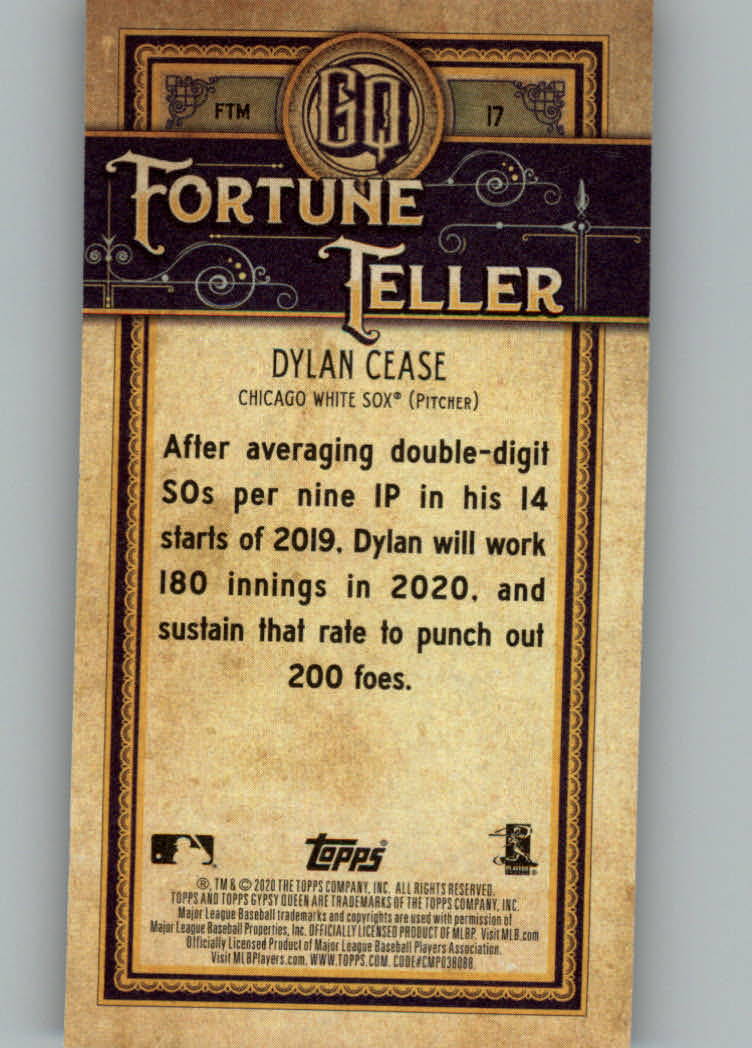 FTM GQ 17
FORTUNE
TELLER
DYLAN CEASE
CHICAGO WHITE SOX® (PITCHER)
After averaging double-digit
SOs per nine IP in his 14
starts of 2019, Dylan will work
180 innings in 2020, and
sustain that rate to punch out
200 foes.
topps®
PLAYERS
®, TM & © 2020 THE TOPPS COMPANY, INC. ALL RIGHTS RESERVED.
TOPPS AND TOPPS GYPSY QUEEN ARE TRADEMARKS OF THE TOPPS COMPANY, INC.
Major League Baseball trademarks and copyrights are used with permission of
Major League Baseball Properties, Inc. OFFICIALLY LICENSED PRODUCT OF MLBP. Visit MLB.com
Officially Licensed Product of Major League Baseball Players Association.
Visit MLBPlayers.com. WWW.TOPPS.COM. CODE#CMP038088